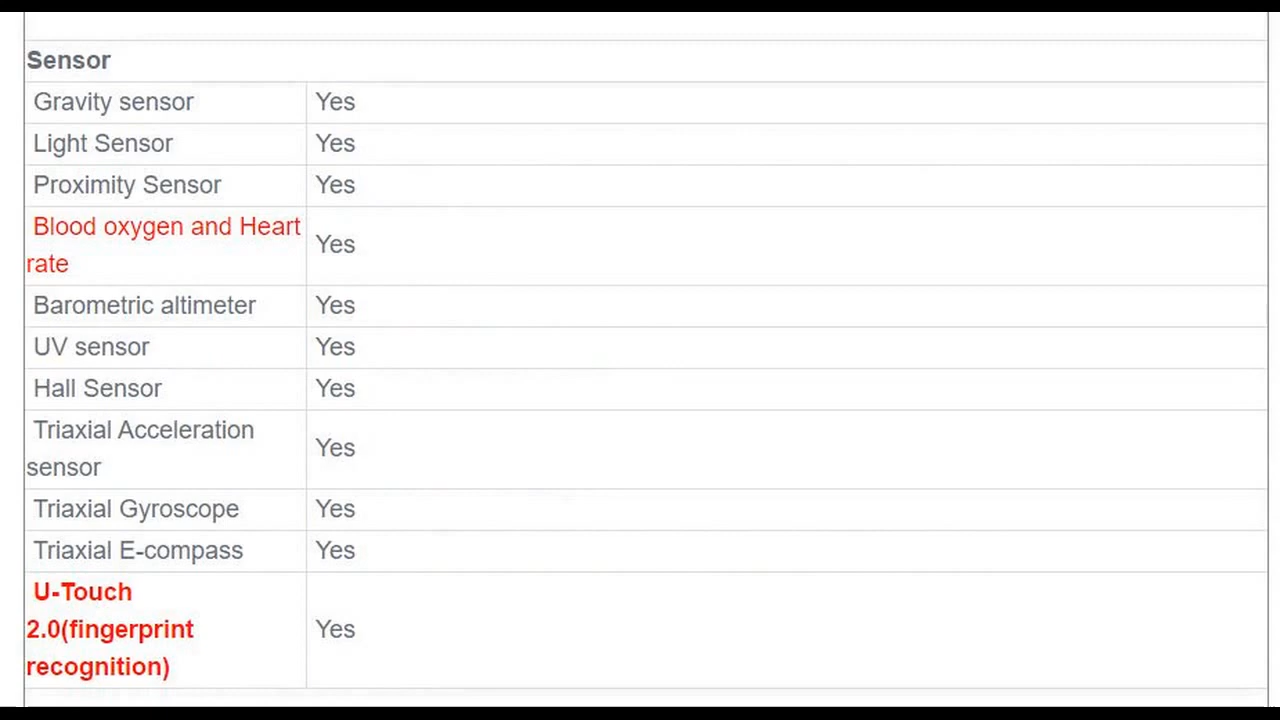 Sensor
Gravity sensor Yes
Light Sensor Yes
Proximity Sensor Yes
Blood oxygen and Heart
rate Yes
Barometric altimeter Yes
UV sensor Yes
Hall Sensor Yes
Triaxial Acceleration
sensor Yes
Triaxial Gyroscope Yes
Triaxial E-compass Yes
U-Touch
2.0(fingerprint Yes
recognition)